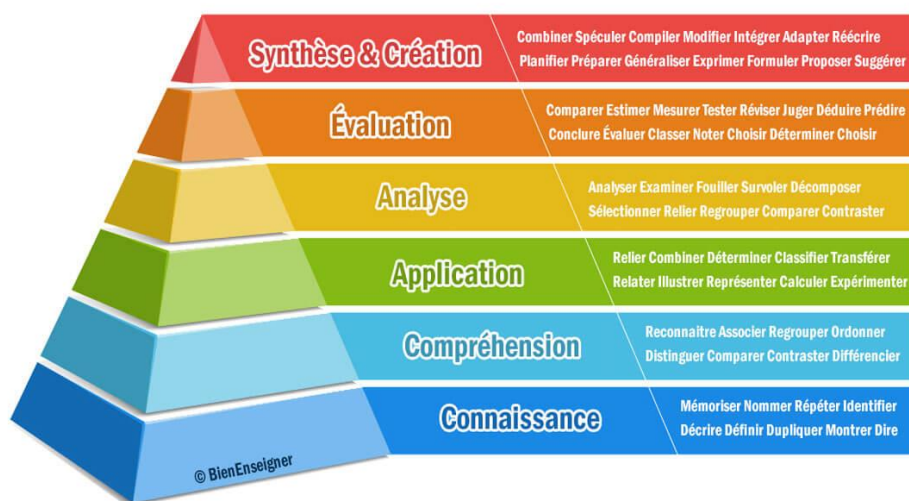 Synthèse & Création
Combiner Spéculer Compiler Modifier Intégrer Adapter Réécrire
Planifier Préparer Généraliser Exprimer Formuler Proposer Suggérer
Évaluation
Comparer Estimer Mesurer Tester Réviser Juger Déduire Prédire
Conclure Évaluer Classer Noter Choisir Déterminer Choisir
Analyse
Analyser Examiner Fouiller Survoler Décomposer
Sélectionner Relier Regrouper Comparer Contraster
Application
Relier Combiner Déterminer Classifier Transférer
Relater Illustrer Représenter Calculer Expérimenter
Compréhension
Reconnaitre Associer Regrouper Ordonner
Distinguer Comparer Contraster Différencier
Connaissance
Mémoriser Nommer Répéter Identifier
Décrire Définir Dupliquer Montrer Dire
© BienEnseigner